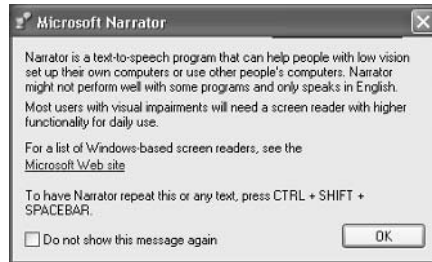 Microsoft Narrator
Narrator is a text-to-speech program that can help people with low vision
set up their own computers or use other people's computers. Narrator
might not perform well with some programs and only speaks in English.
Most users with visual impairments will need a screen reader with higher
functionality for daily use.
For a list of Windows-based screen readers, see the
Microsoft Web site
To have Narrator repeat this or any text, press CTRL + SHIFT +
SPACEBAR.
Do not show this message again
OK